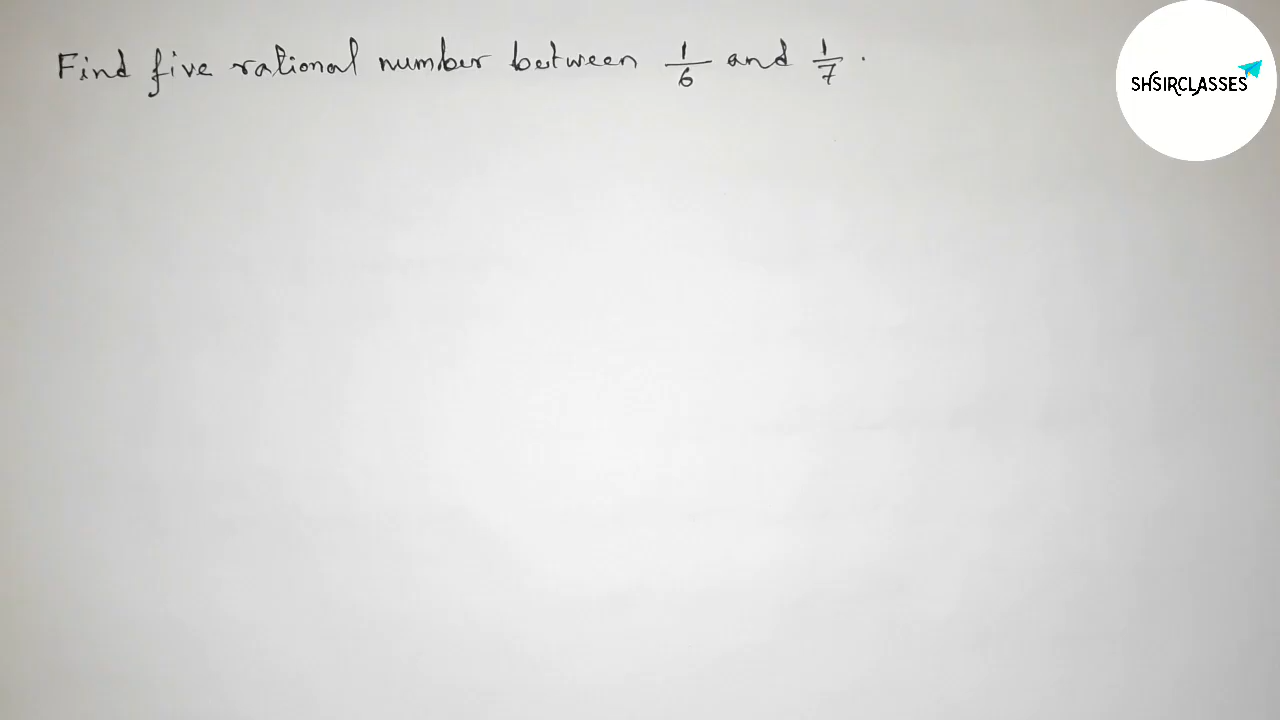 Find five rational number between 1/6 and 1/7.
SHSIRCLASSES